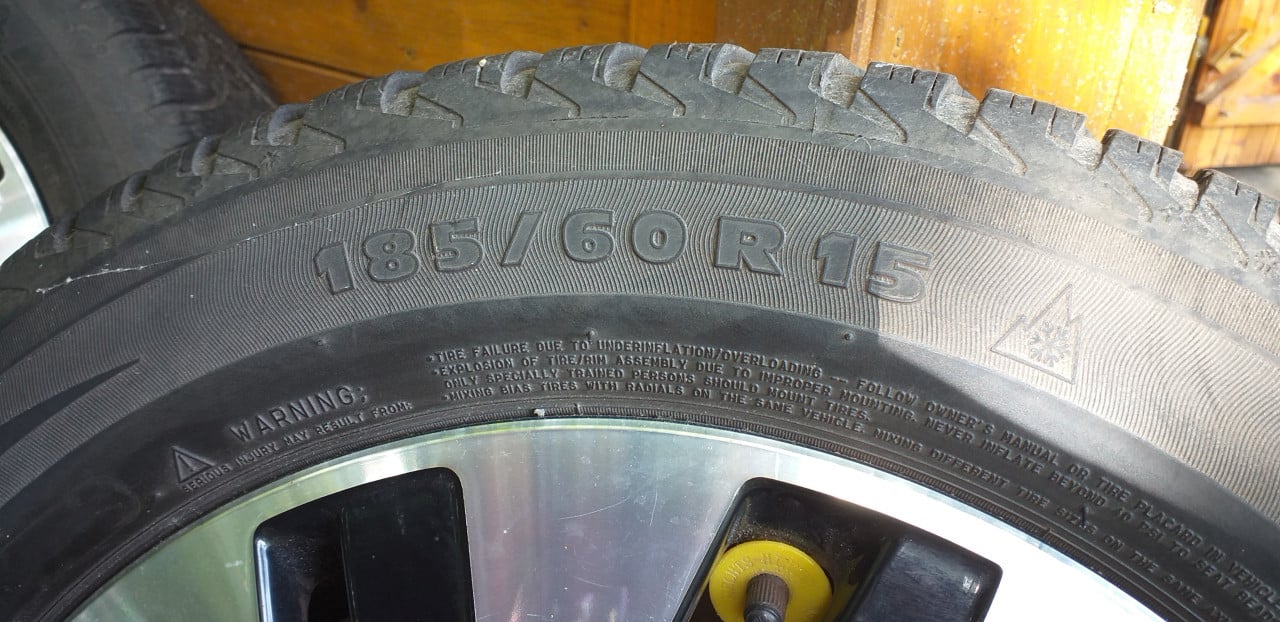 185/60 R 15
WARNING:
SERIOUS INJURY MAY RESULT FROM:
•TIRE FAILURE DUE TO UNDERINFLATION/OVERLOADING -- FOLLOW OWNER'S MANUAL OR TIRE PLACARD IN VEHICLE
•EXPLOSION OF TIRE/RIM ASSEMBLY DUE TO IMPROPER MOUNTING. NEVER INFLATE BEYOND 40 PSI TO SEAT BEADS
ONLY SPECIALLY TRAINED PERSONS SHOULD MOUNT TIRES.
•MIXING BIAS TIRES WITH RADIALS ON THE SAME VEHICLE MIXING DIFFERENT TIRE SIZES ON THE SAME